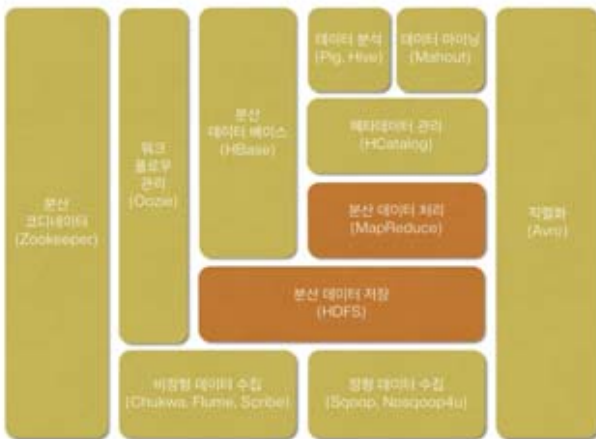 데이터 분석
(Pig, Hive)
데이터 마이닝
(Mahout)
분산
데이터 베이스
(HBase)
메타데이터 관리
(HCatalog)
워크
플로우
관리
(Oozie)
분산
코디네이터
(Zookeeper)
분산 데이터 처리
(MapReduce)
직렬화
(Avro)
분산 데이터 저장
(HDFS)
비정형 데이터 수집
(Chukwa, Flume, Scribe)
정형 데이터 수집
(Sqoop, Nosqoop4u)